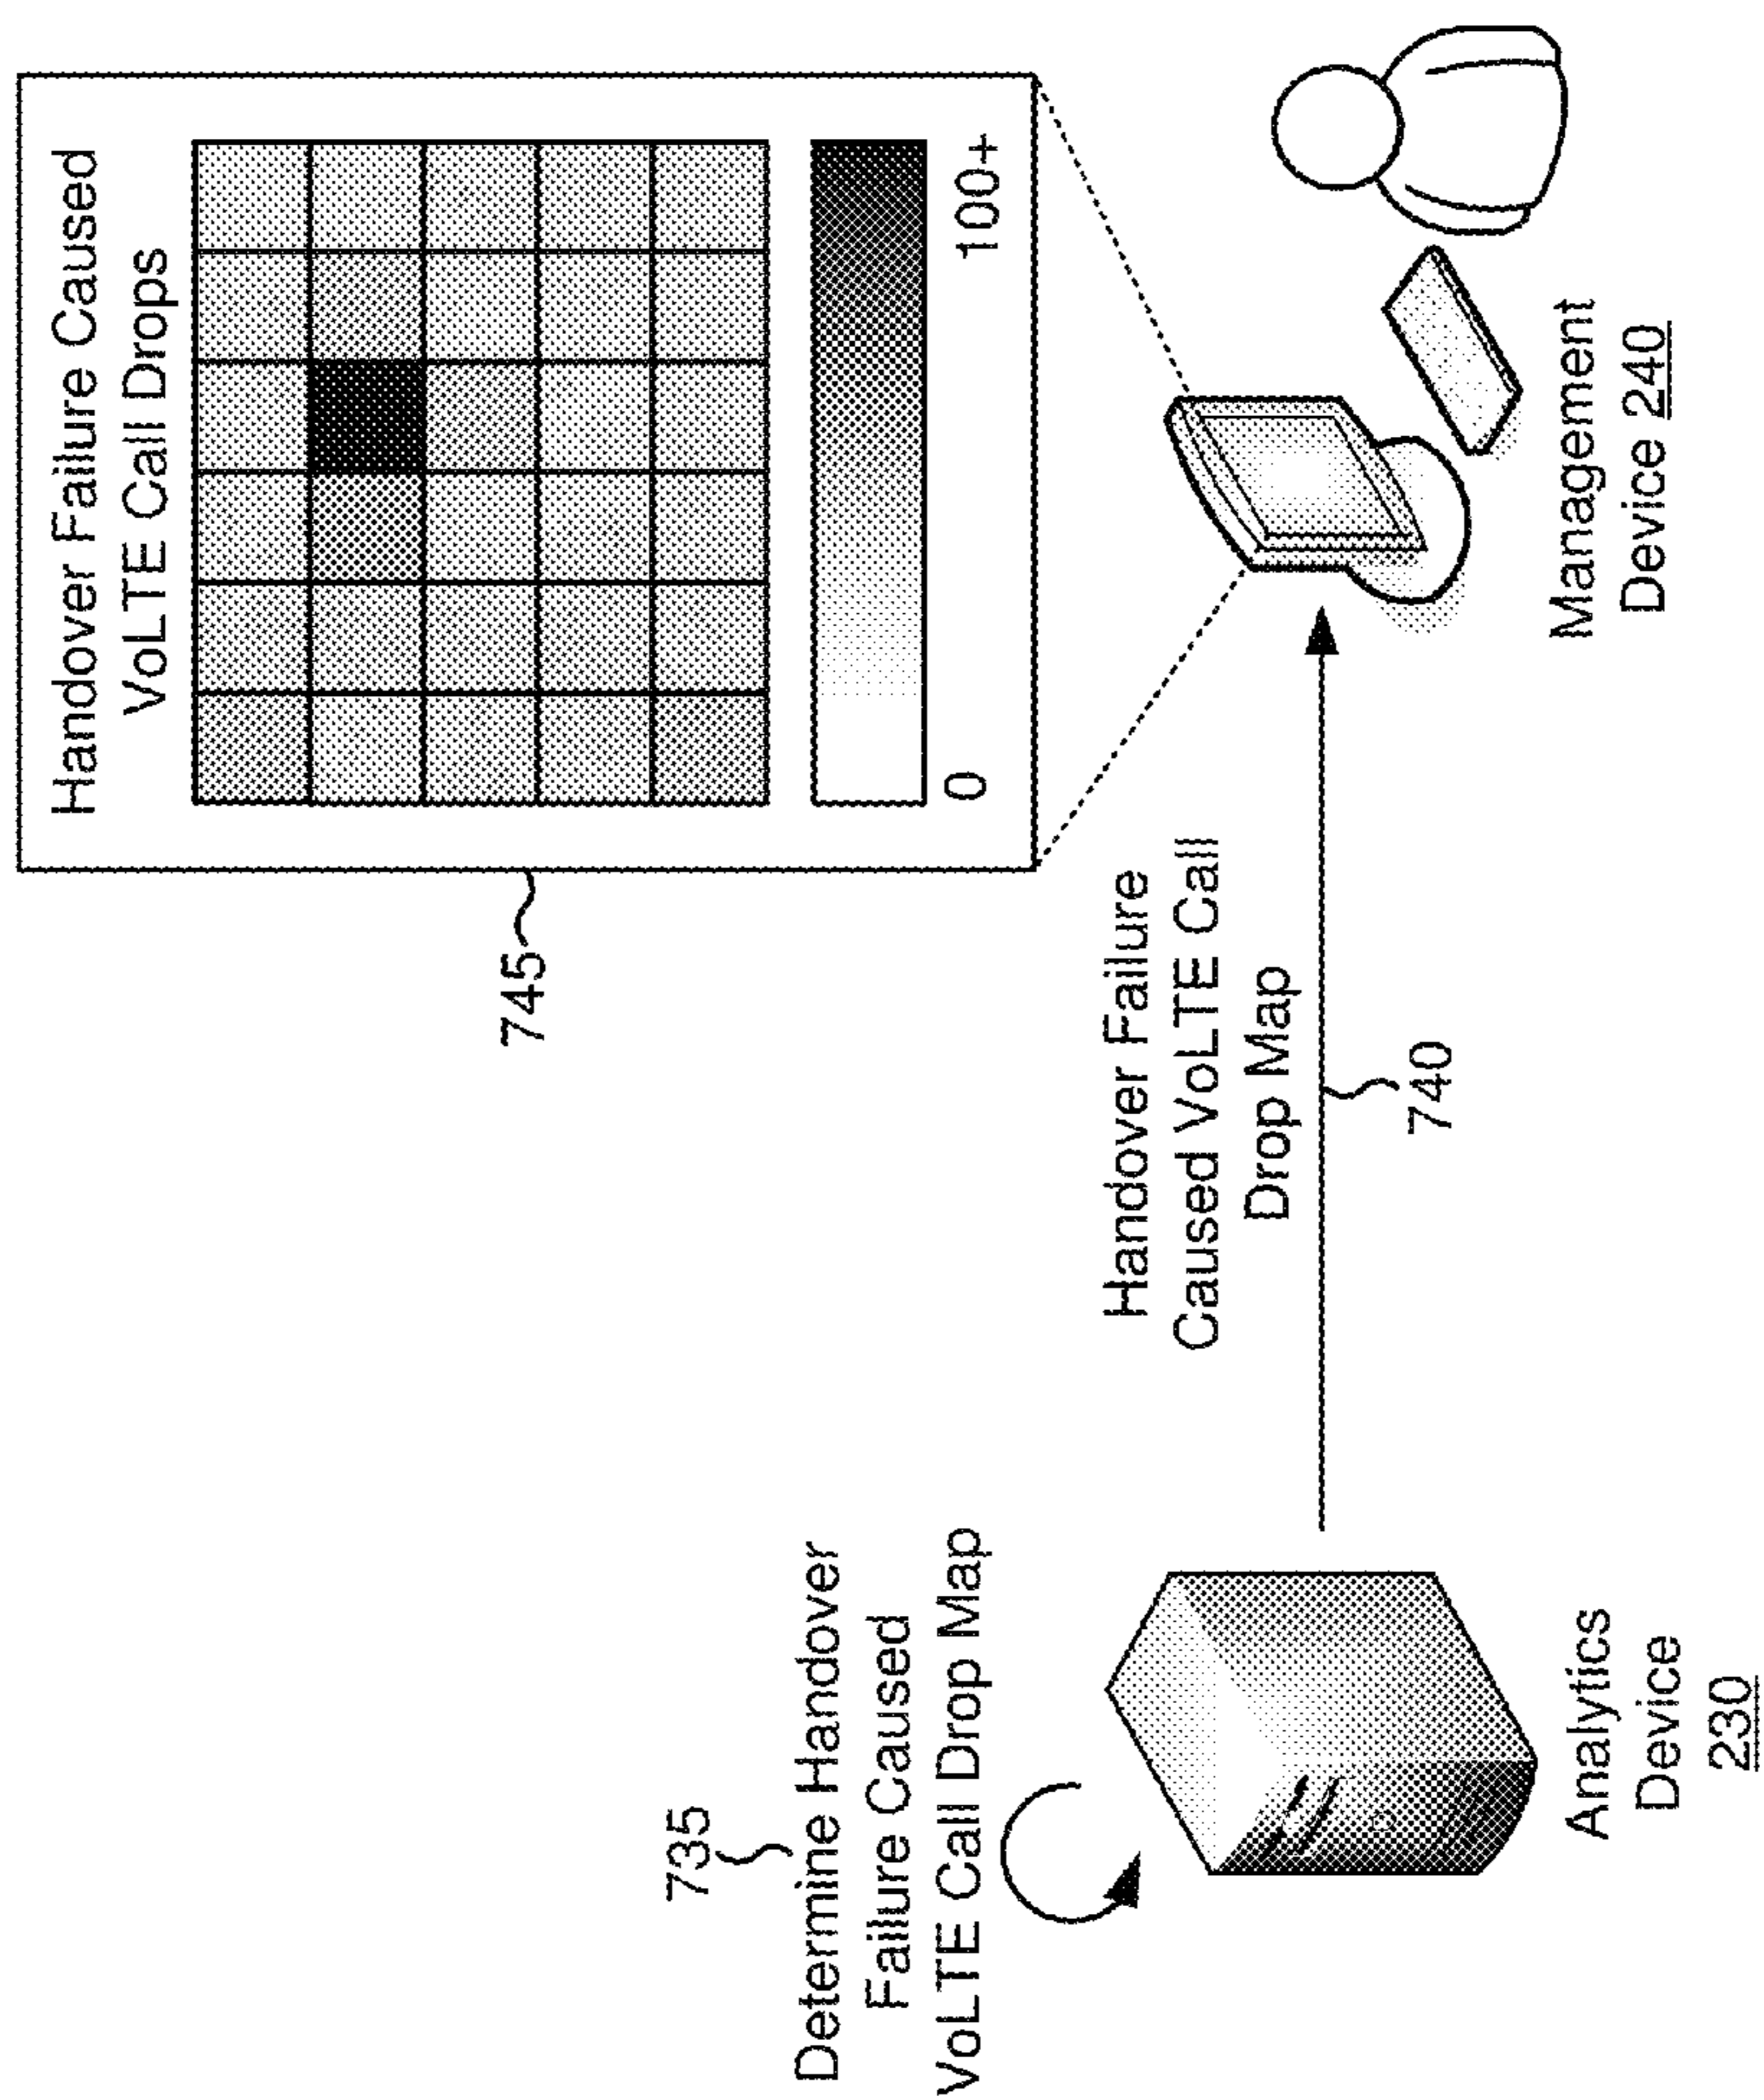 735
Determine Handover
Failure Caused
VoLTE Call Drop Map
Analytics
Device
230
Handover Failure
Caused VoLTE Call
Drop Map
740
745
Handover Failure Caused
VoLTE Call Drops
0
100+
Management
Device 240